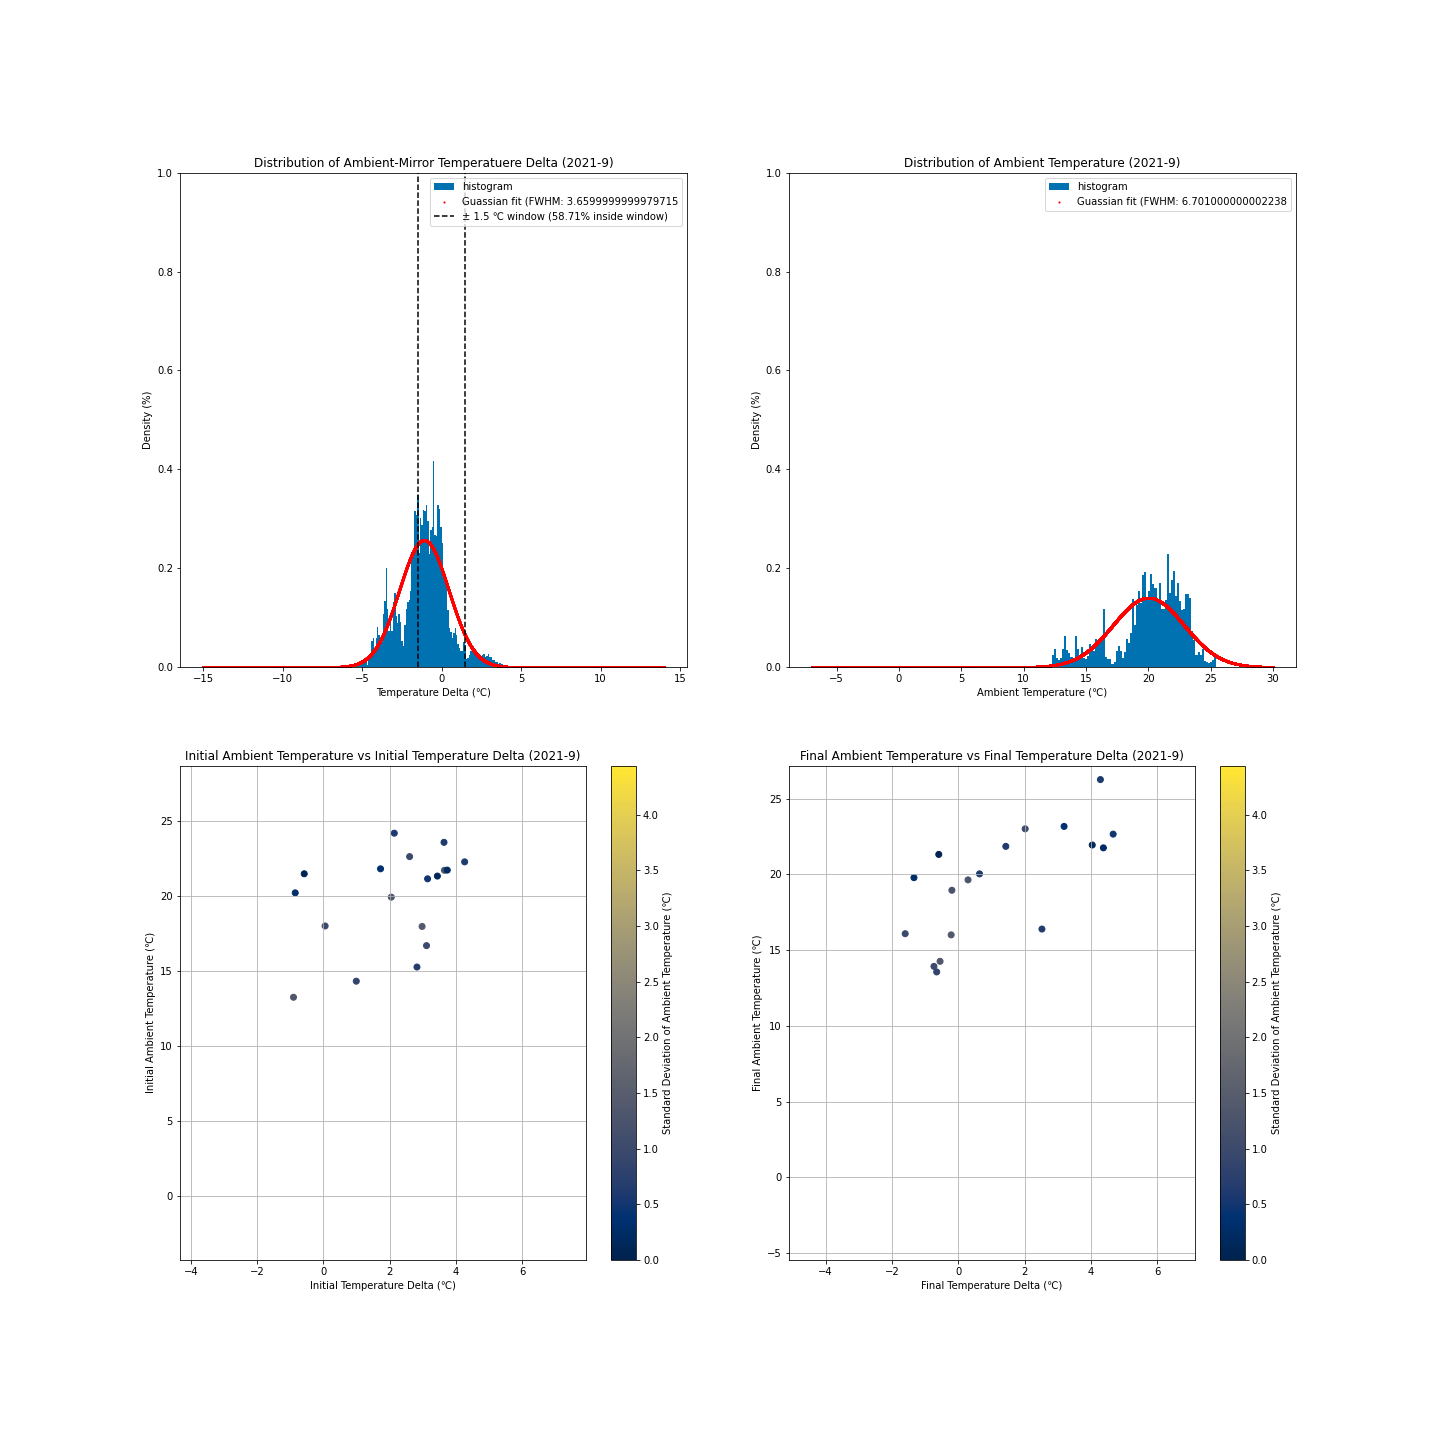 Distribution of Ambient-Mirror Temperatuere Delta (2021-9)
1.0
0.8
0.6
0.4
0.2
0.0
Density (%)
histogram
Guassian fit (FWHM: 3.6599999999979715
± 1.5 ℃ window (58.71% inside window)
−15 −10 −5 0 5 10 15
Temperature Delta (℃)
Distribution of Ambient Temperature (2021-9)
1.0
0.8
0.6
0.4
0.2
0.0
Density (%)
histogram
Guassian fit (FWHM: 6.701000000002238
−5 0 5 10 15 20 25 30
Ambient Temperature (℃)
Initial Ambient Temperature vs Initial Temperature Delta (2021-9)
25
20
15
10
5
0
Initial Ambient Temperature (℃)
−4 −2 0 2 4 6
Initial Temperature Delta (℃)
4.0
3.5
3.0
2.5
2.0
1.5
1.0
0.5
0.0
Standard Deviation of Ambient Temperature (℃)
Final Ambient Temperature vs Final Temperature Delta (2021-9)
25
20
15
10
5
0
−5
Final Ambient Temperature (℃)
−4 −2 0 2 4 6
Final Temperature Delta (℃)
4.0
3.5
3.0
2.5
2.0
1.5
1.0
0.5
0.0
Standard Deviation of Ambient Temperature (℃)